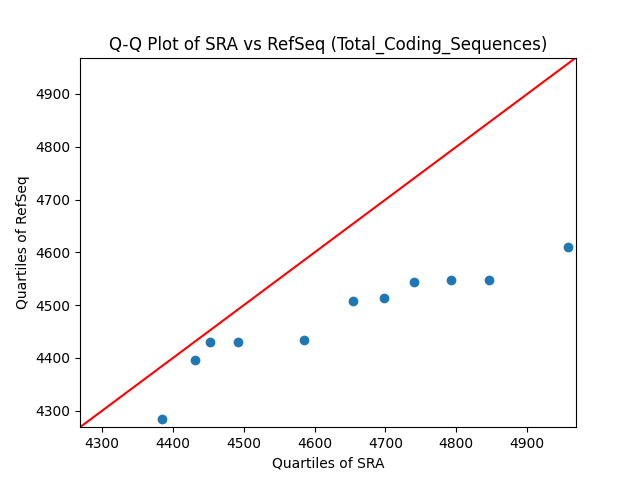 Q-Q Plot of SRA vs RefSeq (Total_Coding_Sequences)
Quartiles of RefSeq
4900
4800
4700
4600
4500
4400
4300
4300 4400 4500 4600 4700 4800 4900
Quartiles of SRA